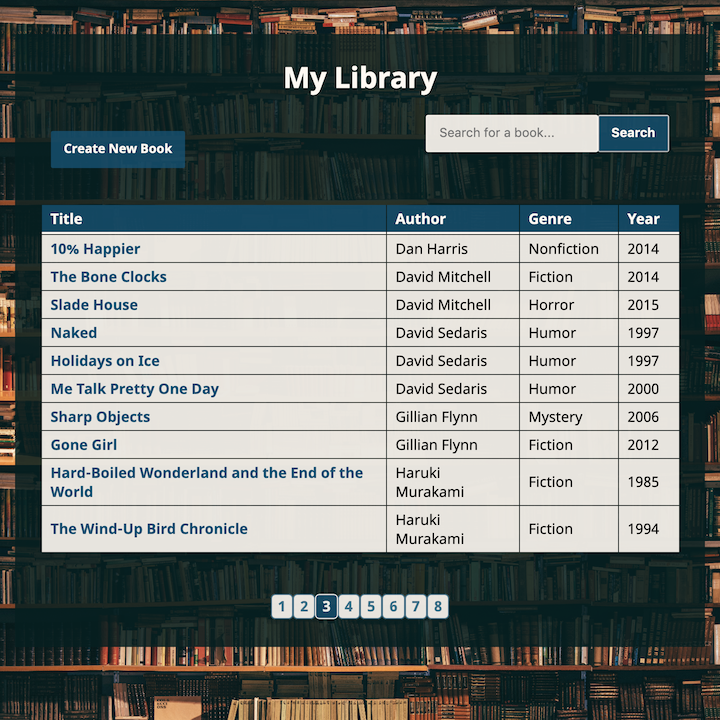 My Library
Create New Book
Search for a book...
Search
Title Author Genre Year
10% Happier Dan Harris Nonfiction 2014
The Bone Clocks David Mitchell Fiction 2014
Slade House David Mitchell Horror 2015
Naked David Sedaris Humor 1997
Holidays on Ice David Sedaris Humor 1997
Me Talk Pretty One Day David Sedaris Humor 2000
Sharp Objects Gillian Flynn Mystery 2006
Gone Girl Gillian Flynn Fiction 2012
Hard-Boiled Wonderland and the End of the
World
Haruki
Murakami
Fiction 1985
The Wind-Up Bird Chronicle
Haruki
Murakami
Fiction 1994
1 2 3 4 5 6 7 8